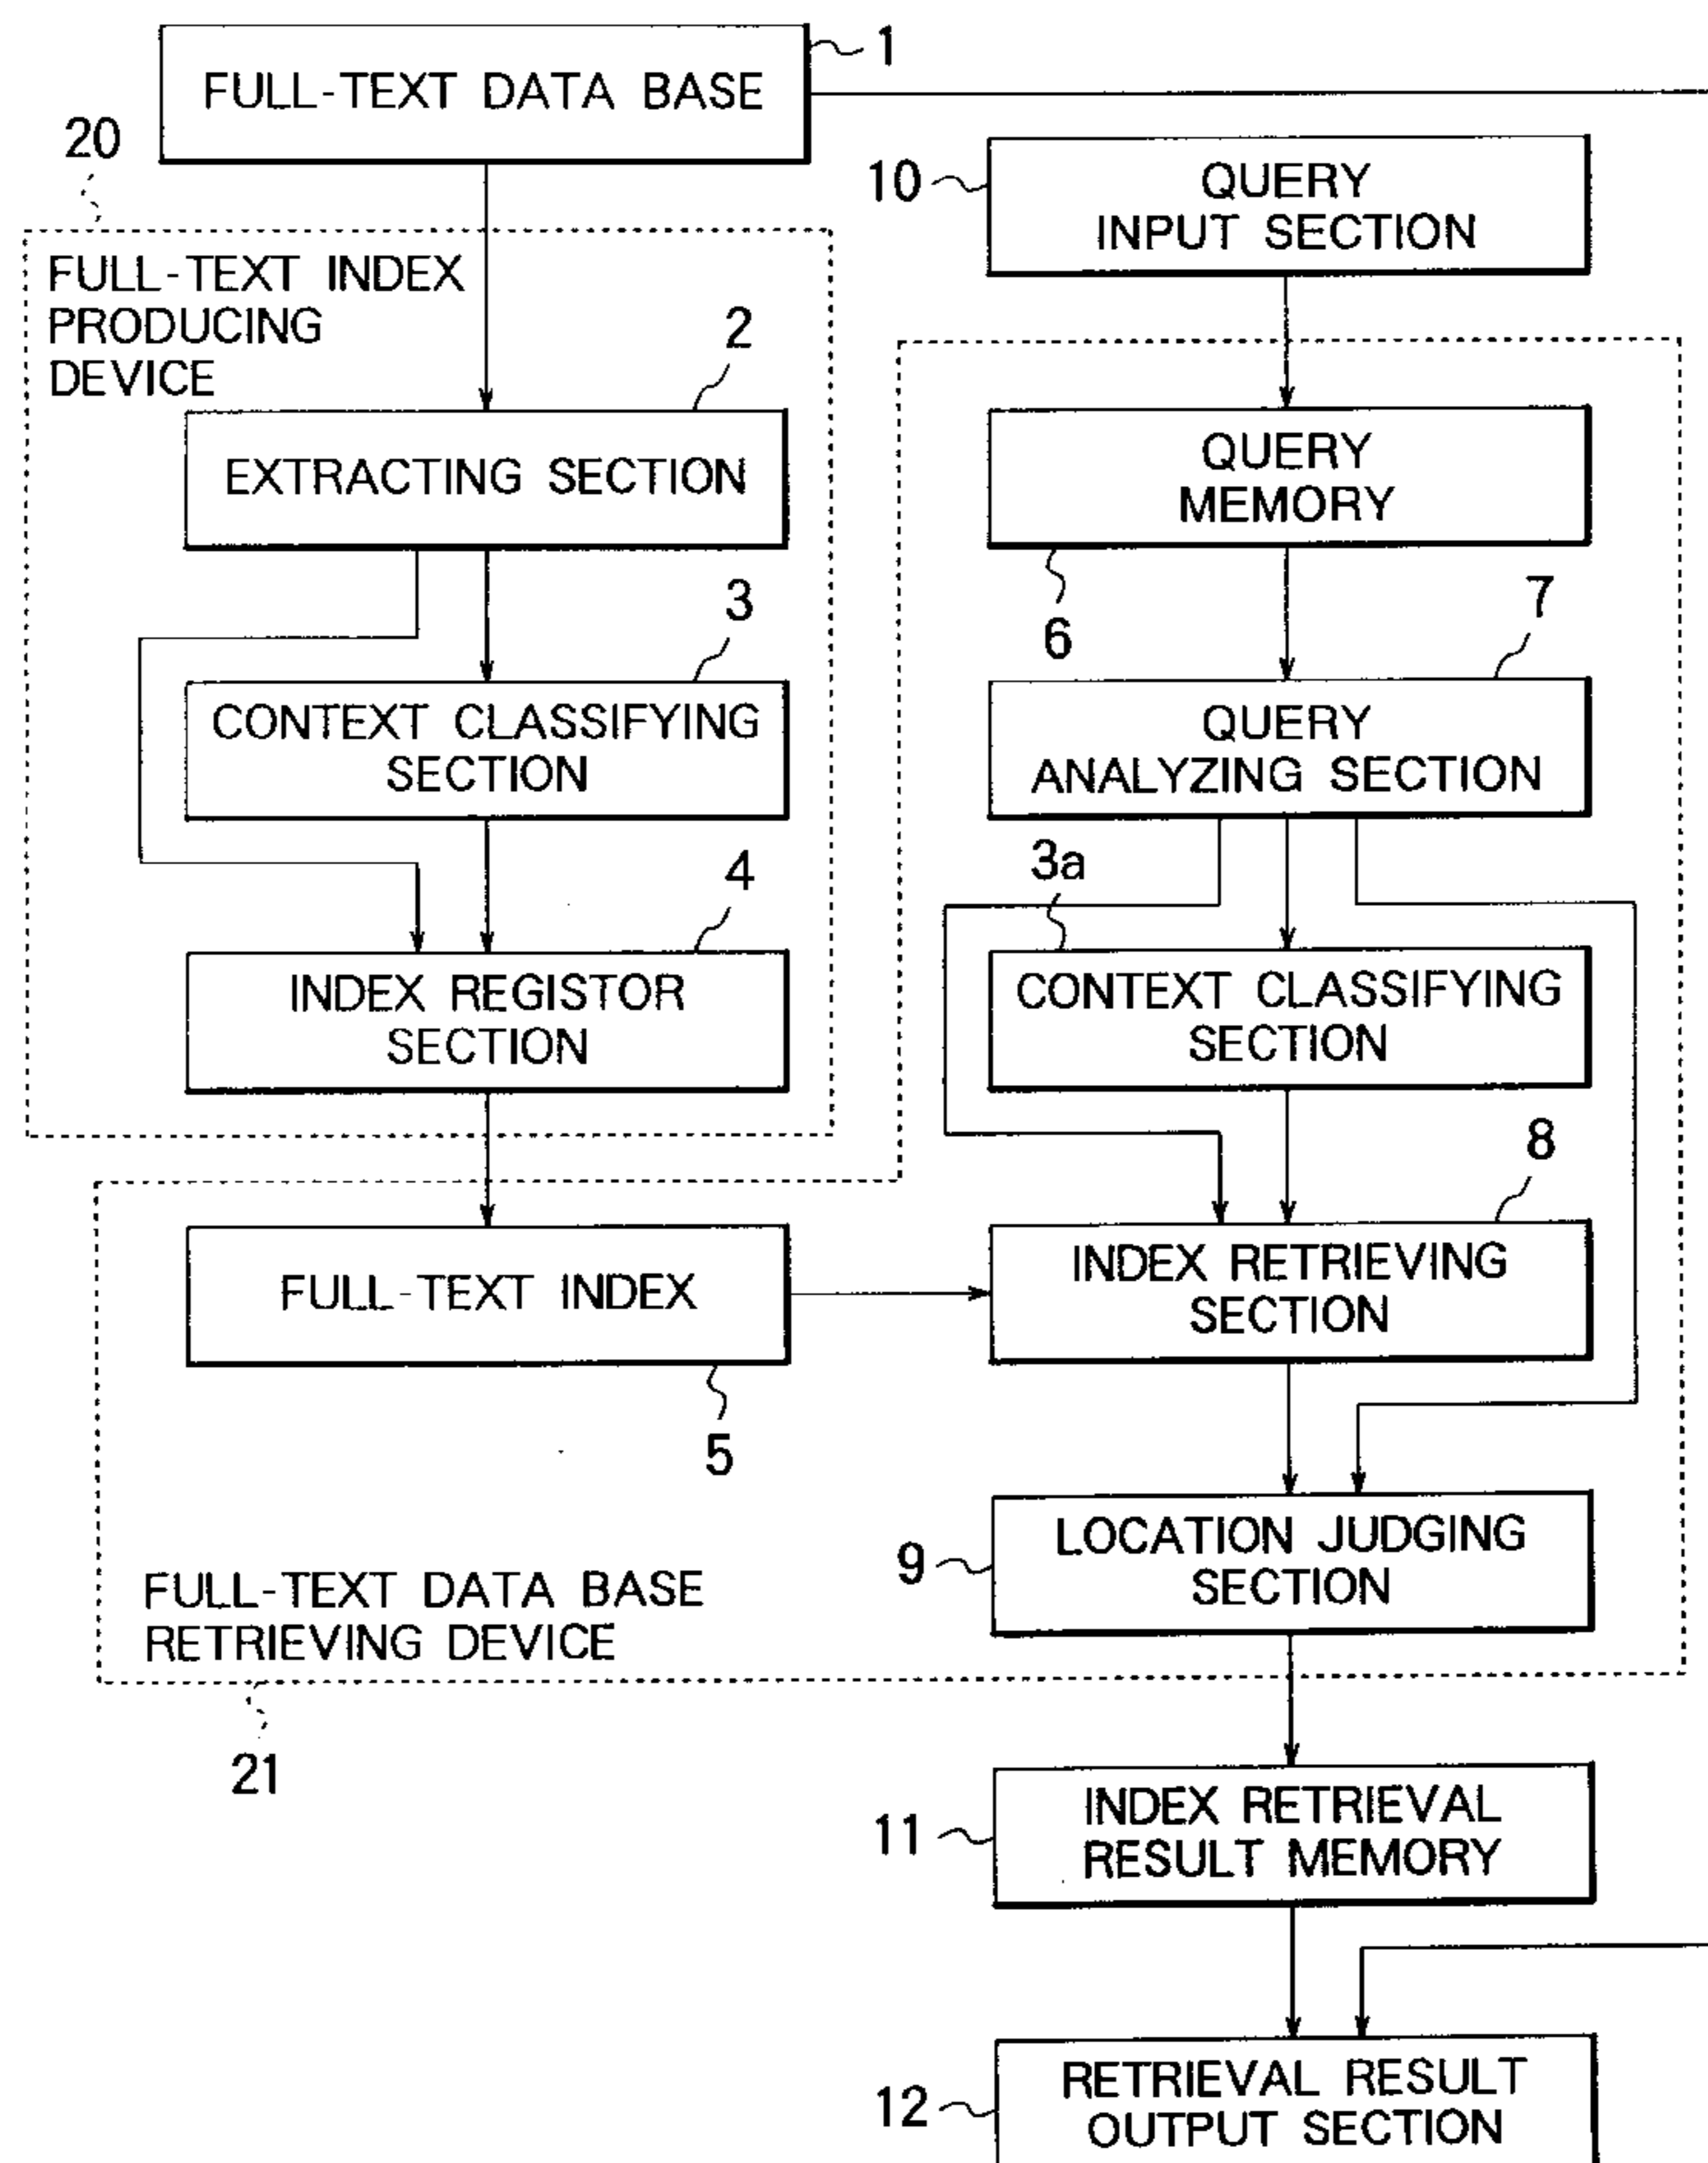 1
FULL-TEXT DATA BASE
20
10
QUERY
INPUT SECTION
FULL-TEXT INDEX
PRODUCING
DEVICE
2
EXTRACTING SECTION
QUERY
MEMORY
6
3
CONTEXT CLASSIFYING
SECTION
7
QUERY
ANALYZING SECTION
4
INDEX REGISTOR
SECTION
3a
CONTEXT CLASSIFYING
SECTION
8
FULL-TEXT INDEX
5
INDEX RETRIEVING
SECTION
9
LOCATION JUDGING
SECTION
FULL-TEXT DATA BASE
RETRIEVING DEVICE
21
11
INDEX RETRIEVAL
RESULT MEMORY
12
RETRIEVAL RESULT
OUTPUT SECTION